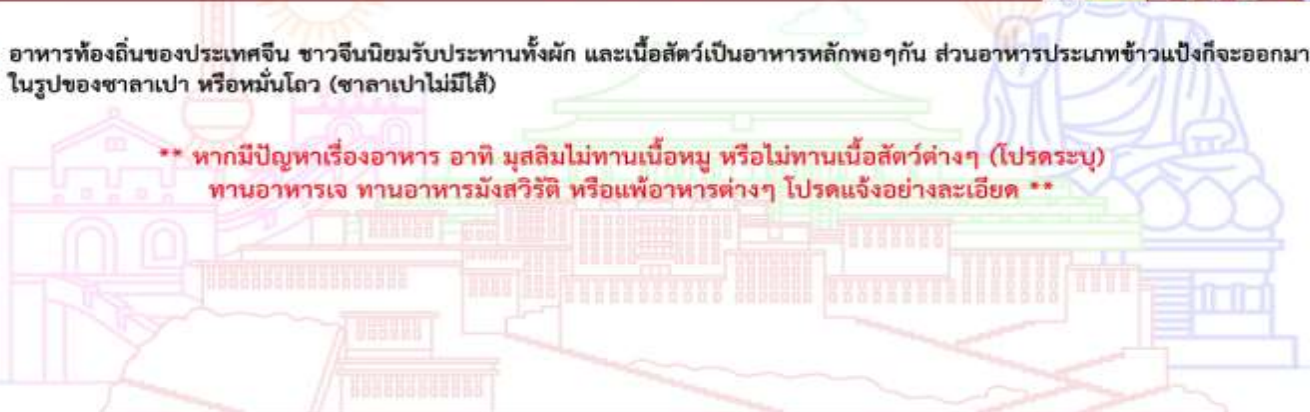 อาหารท้องถิ่นของประเทศจีน ชาวจีนนิยมรับประทานทั้งผัก และเนื้อสัตว์เป็นอาหารหลักพอๆกัน ส่วนอาหารประเภทข้าวแป้งก็จะออกมา
ในรูปของซาลาเปา หรือหมั่นโถว (ซาลาเปาไม่มีไส้)
** หากมีปัญหาเรื่องอาหาร อาทิ มุสลิมไม่ทานเนื้อหมู หรือไม่ทานเนื้อสัตว์ต่างๆ (โปรดระบุ)
ทานอาหารเจ ทานอาหารมังสวิรัติ หรือแพ้อาหารต่างๆ โปรดแจ้งอย่างละเอียด **